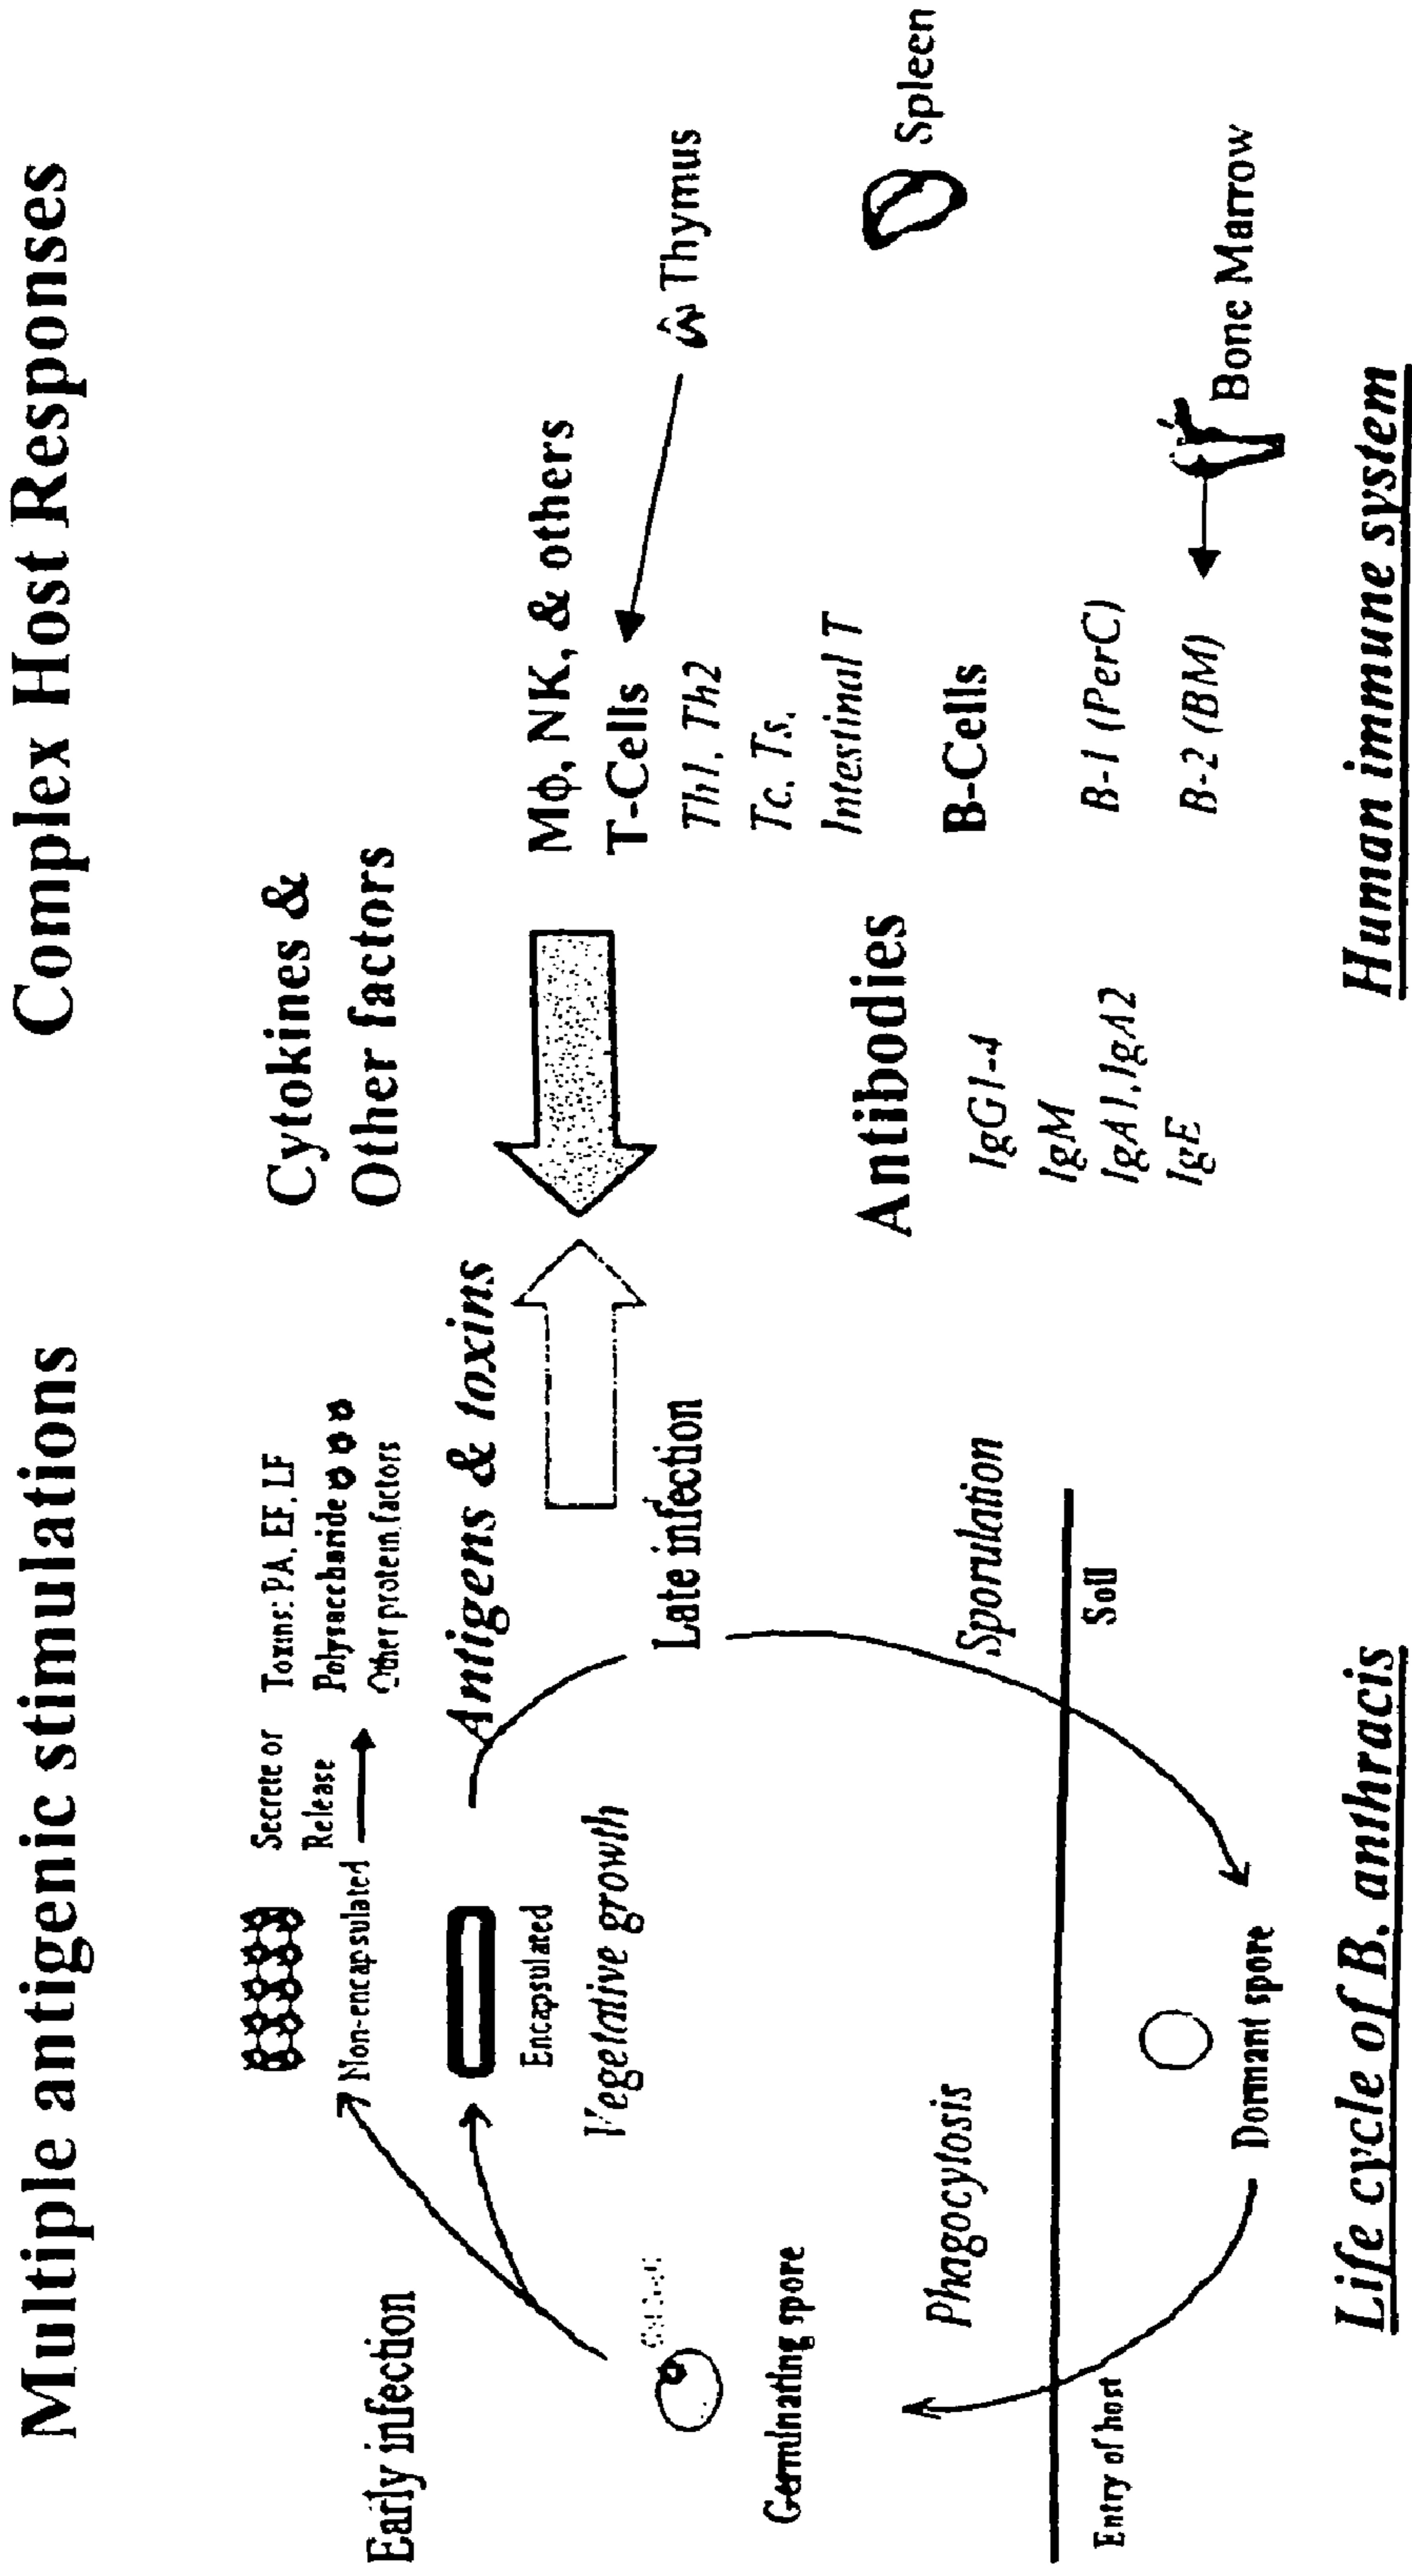 Multiple antigenic stimulations
Complex Host Responses
Early infection
Germinating spore
Non-encapsulated
Encapsulated
Vegetative growth
Secrete or
Release
Toxins: PA, EF, LF
Polysaccharide
Other protein factors
Antigens & toxins
Late infection
Phagocytosis
Sporulation
Entry of host
Soil
Dormant spore
Life cycle of B. anthracis
Cytokines &
Other factors
Mϕ, NK, & others
T-Cells
Th1, Th2
Tc, Ts,
Intestinal T
Thymus
Spleen
Antibodies
IgG1-4
IgM
IgA1, IgA2
IgE
B-Cells
B-1 (PerC)
B-2 (BM)
Bone Marrow
Human immune system